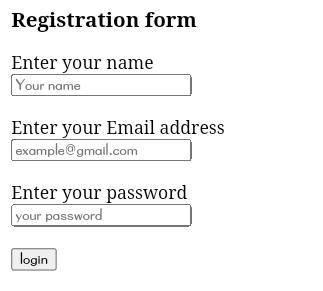 Registration form
Enter your name
Your name
Enter your Email address
example@gmail.com
Enter your password
your password
login